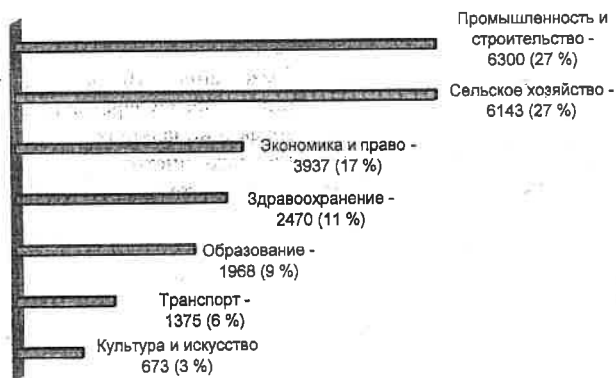 Промышленность и
строительство -
6300 (27 %)
Сельское хозяйство -
6143 (27 %)
Экономика и право -
3937 (17 %)
Здравоохранение -
2470 (11 %)
Образование -
1968 (9 %)
Транспорт -
1375 (6 %)
Культура и искусство
673 (3 %)